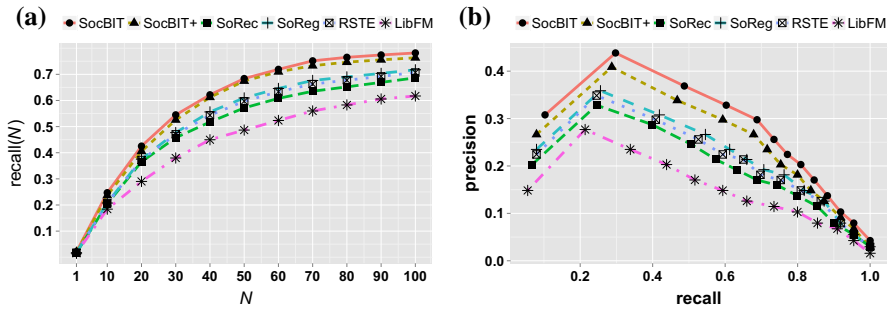 (a)
SocBIT SocBIT+ SoRec SoReg RSTE LibFM
recall(N)
0.7
0.6
0.5
0.4
0.3
0.2
0.1
1 10 20 30 40 50 60 70 80 90 100
N
(b)
SocBIT SocBIT+ SoRec SoReg RSTE LibFM
precision
0.4
0.3
0.2
0.1
0.0
0.2 0.4 0.6 0.8 1.0
recall